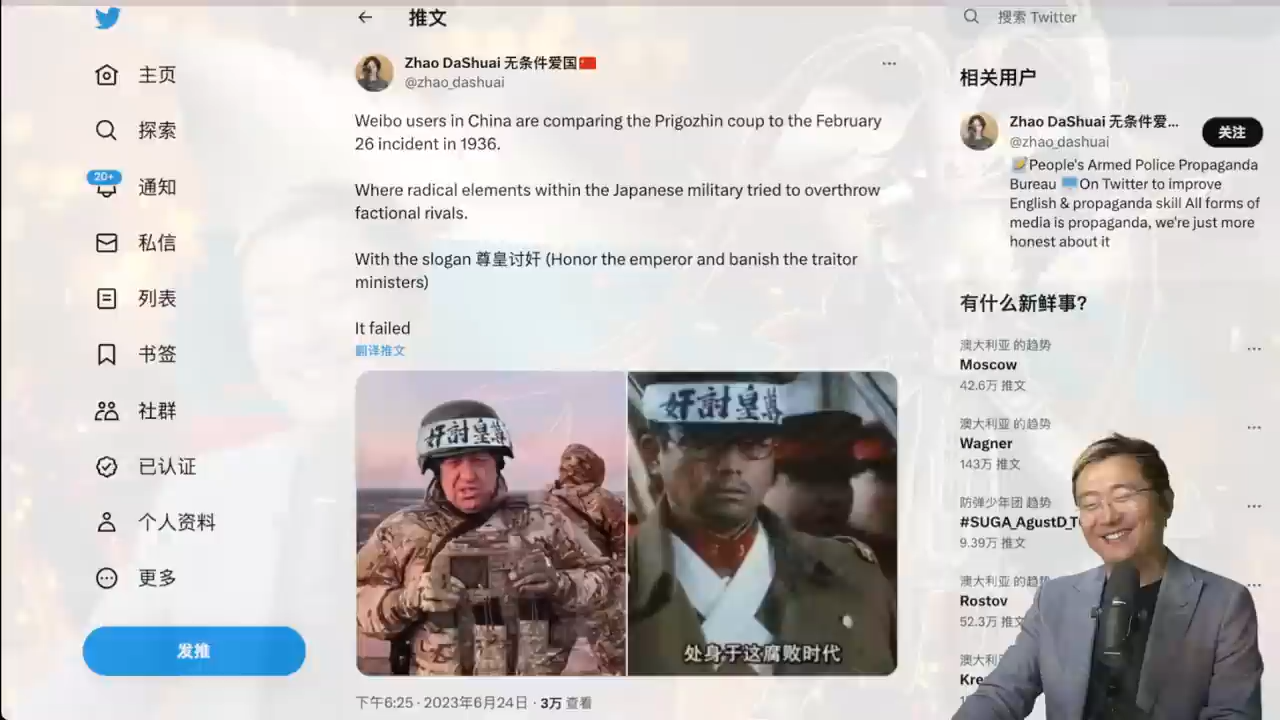 推文
搜索 Twitter
主页
探索
20+
通知
私信
列表
书签
社群
已认证
个人资料
更多
发推
Zhao DaShuai 无条件爱国🇨🇳
@zhao_dashuai
Weibo users in China are comparing the Prigozhin coup to the February
26 incident in 1936.
Where radical elements within the Japanese military tried to overthrow
factional rivals.
With the slogan 尊皇讨奸 (Honor the emperor and banish the traitor
ministers)
It failed
翻译推文
奸討皇尊
奸討皇尊
处身于这腐败时代
下午6:25 · 2023年6月24日 · 3万 查看
相关用户
Zhao DaShuai 无条件爱...
@zhao_dashuai
关注
People's Armed Police Propaganda
Bureau On Twitter to improve
English & propaganda skill All forms of
media is propaganda, we're just more
honest about it
有什么新鲜事?
澳大利亚 的趋势
Moscow
42.6万 推文
澳大利亚 的趋势
Wagner
143万 推文
防弹少年团 趋势
#SUGA_AgustD_T
9.39万 推文
澳大利亚 的趋
Rostov
52.3万 推文
澳大利